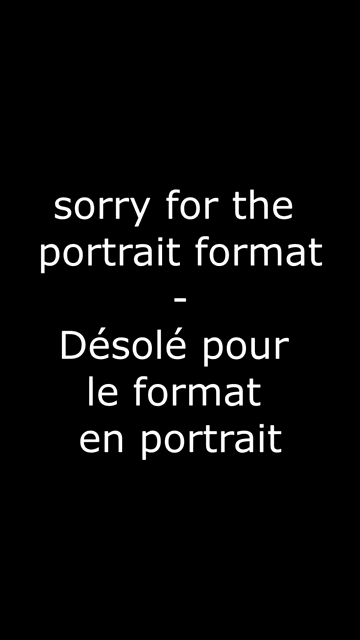 sorry for the
portrait format
-
Désolé pour
le format
en portrait